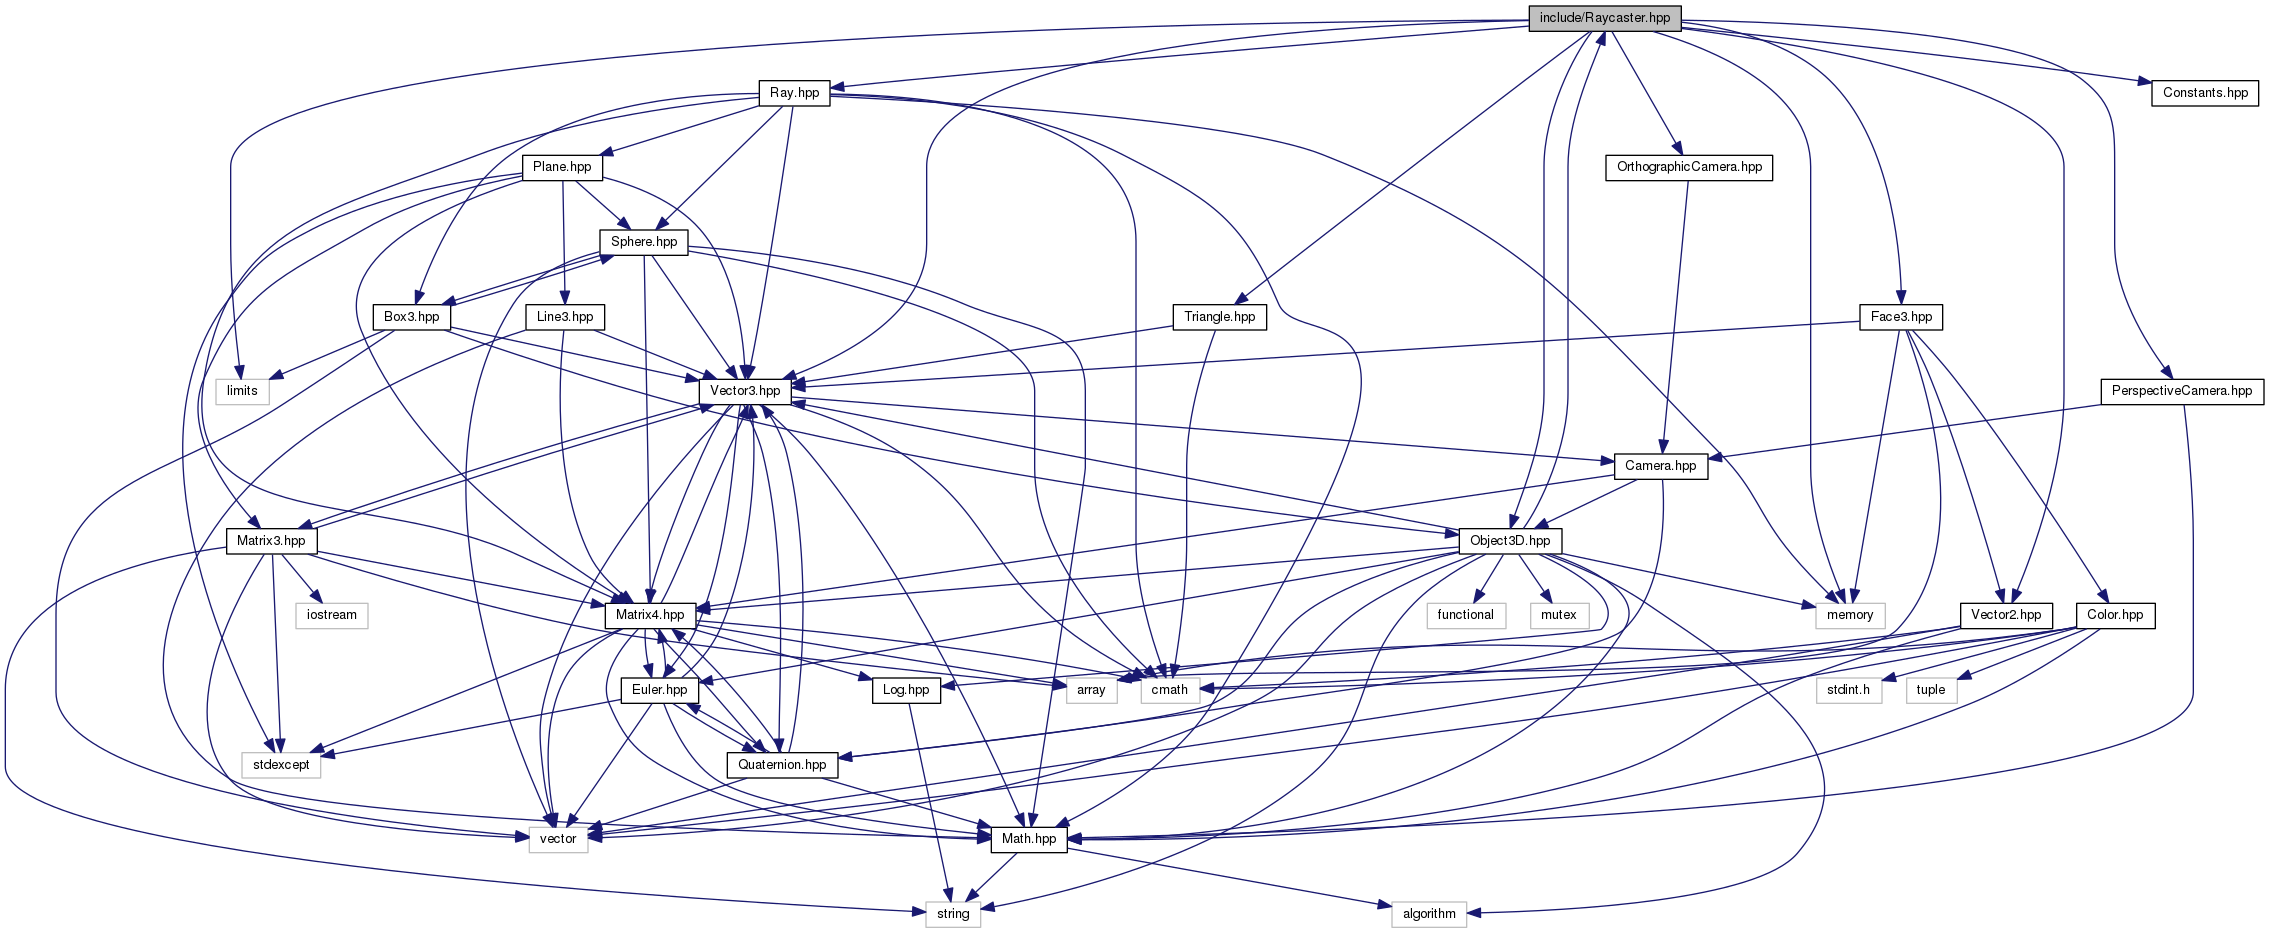 include/Raycaster.hpp
Ray.hpp
Constants.hpp
Plane.hpp
OrthographicCamera.hpp
Sphere.hpp
Box3.hpp
Line3.hpp
Triangle.hpp
Face3.hpp
limits
Vector3.hpp
PerspectiveCamera.hpp
Camera.hpp
Matrix3.hpp
Object3D.hpp
iostream
Matrix4.hpp
functional
mutex
memory
Vector2.hpp
Color.hpp
Euler.hpp
Log.hpp
array
cmath
stdint.h
tuple
stdexcept
Quaternion.hpp
vector
Math.hpp
string
algorithm